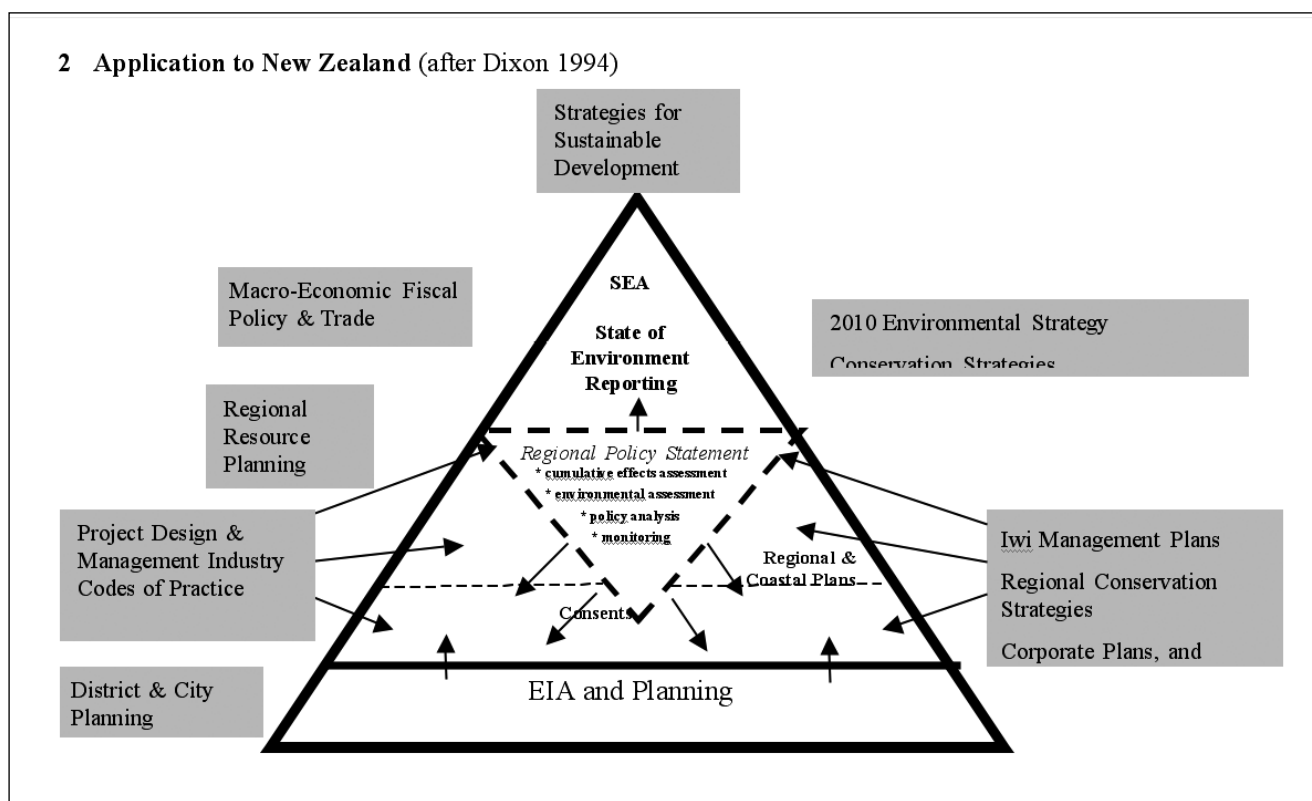 2 Application to New Zealand (after Dixon 1994)
Strategies for
Sustainable
Development
Macro-Economic Fiscal
Policy & Trade
SEA
State of
Environment
Reporting
2010 Environmental Strategy
Conservation Strategies
Regional
Resource
Planning
Regional Policy Statement
* cumulative effects assessment
* environmental assessment
* policy analysis
* monitoring
Project Design &
Management Industry
Codes of Practice
Regional &
Coastal Plans
Iwi Management Plans
Regional Conservation
Strategies
Corporate Plans, and
Consents
District & City
Planning
EIA and Planning